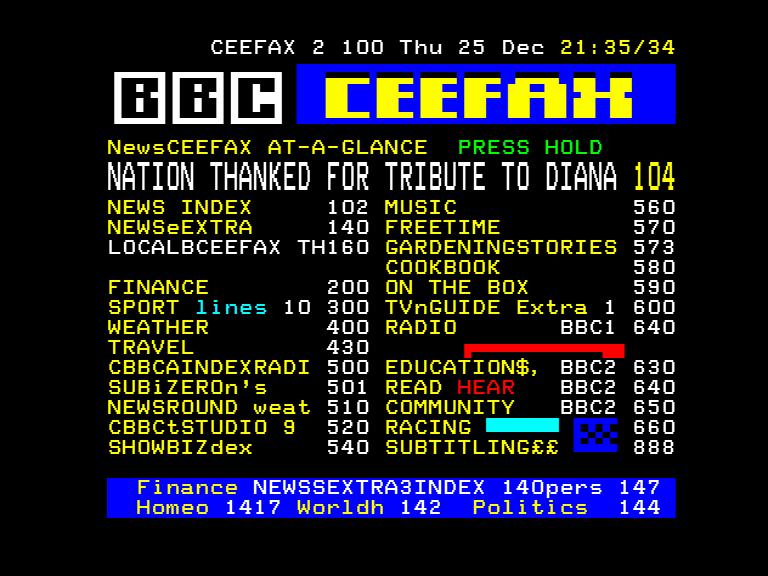 CEEFAX 2 100 Thu 25 Dec 21:35/34
BBC CEEFAX
NewsCEEFAX AT-A-GLANCE PRESS HOLD
NATION THANKED FOR TRIBUTE TO DIANA 104
NEWS INDEX 102 MUSIC 560
NEWSeEXTRA 140 FREETIME 570
LOCALBCEEFAX TH160 GARDENINGSTORIES 573
COOKBOOK 580
FINANCE 200 ON THE BOX 590
SPORT lines 10 300 TVnGUIDE Extra 1 600
WEATHER 400 RADIO BBC1 640
TRAVEL 430
CBBCAINDEXRADI 500 EDUCATION$, BBC2 630
SUBiZEROn's 501 READ HEAR BBC2 640
NEWSROUND weat 510 COMMUNITY BBC2 650
CBBCtSTUDIO 9 520 RACING 660
SHOWBIZdex 540 SUBTITLING££ 888
Finance NEWSSEXTRA3INDEX 140pers 147
Homeo 1417 Worldh 142 Politics 144